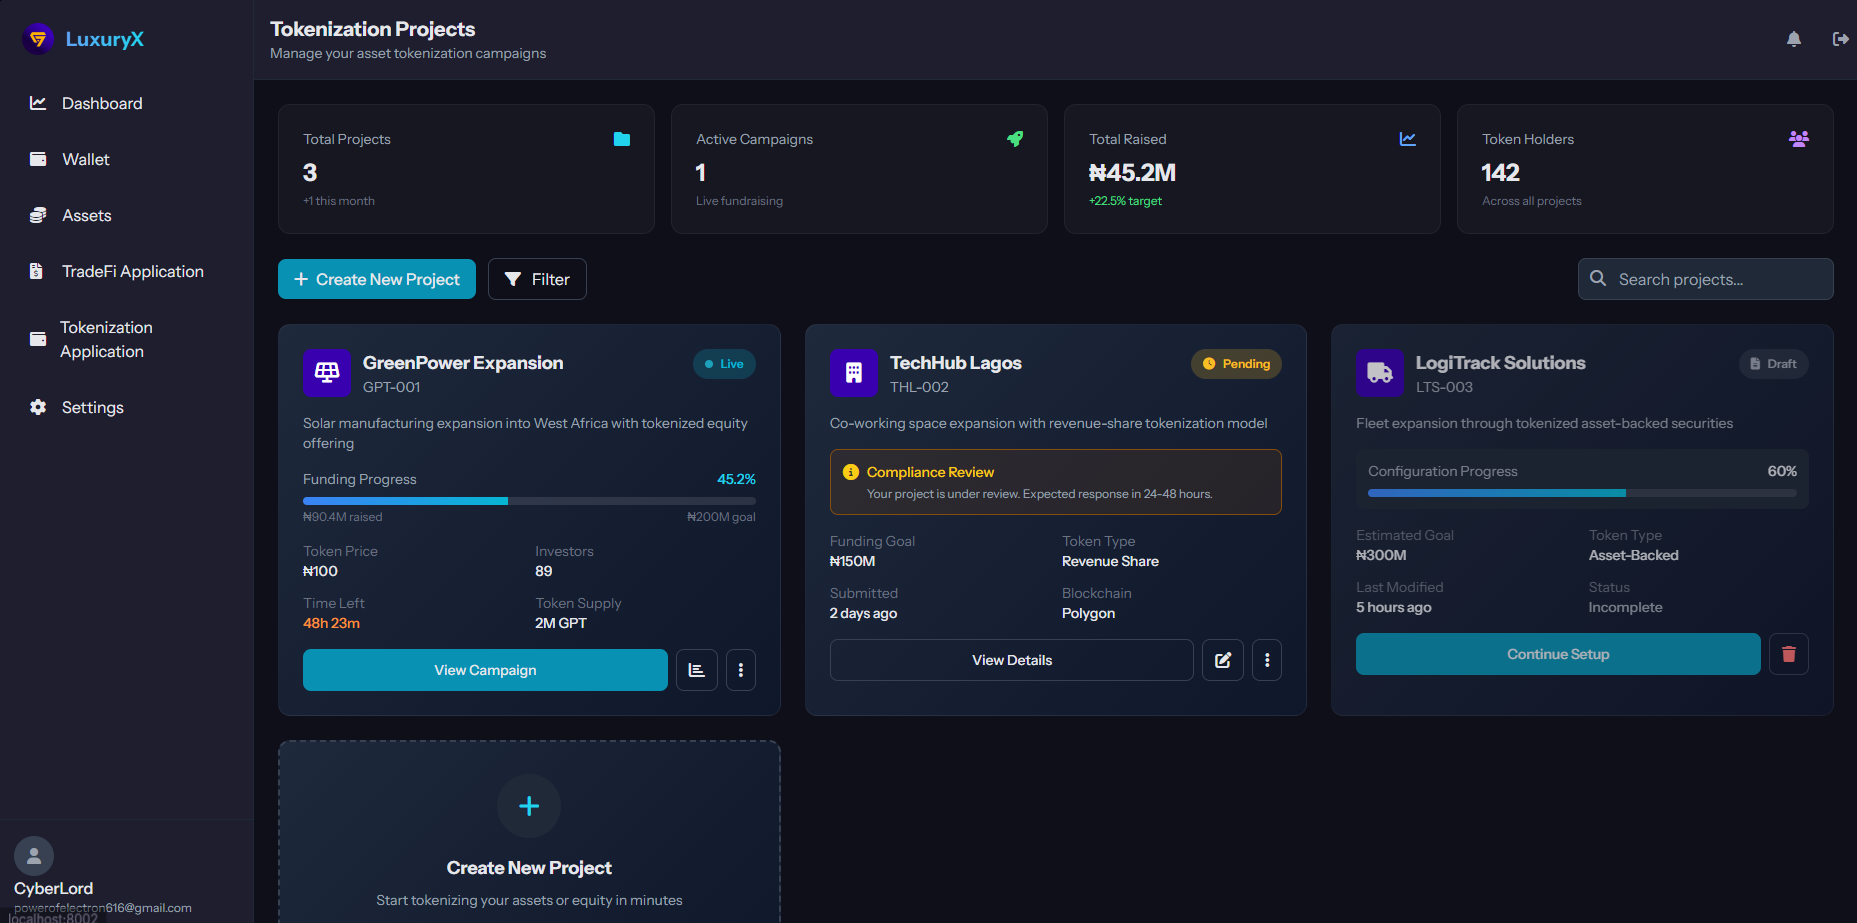 LuxuryX
Dashboard
Wallet
Assets
TradeFi Application
Tokenization
Application
Settings
CyberLord
powerofelectron616@gmail.com
localhost:8002
Tokenization Projects
Manage your asset tokenization campaigns
Total Projects
3
+1 this month
Active Campaigns
1
Live fundraising
Total Raised
₦45.2M
+22.5% target
Token Holders
142
Across all projects
Create New Project
Filter
Search projects...
GreenPower Expansion
GPT-001
Live
Solar manufacturing expansion into West Africa with tokenized equity
offering
Funding Progress 45.2%
₦90.4M raised ₦200M goal
Token Price Investors
₦100 89
Time Left Token Supply
48h 23m 2M GPT
View Campaign
TechHub Lagos
THL-002
Pending
Co-working space expansion with revenue-share tokenization model
Compliance Review
Your project is under review. Expected response in 24-48 hours.
Funding Goal Token Type
₦150M Revenue Share
Submitted Blockchain
2 days ago Polygon
View Details
LogiTrack Solutions
LTS-003
Draft
Fleet expansion through tokenized asset-backed securities
Configuration Progress 60%
Estimated Goal Token Type
₦300M Asset-Backed
Last Modified Status
5 hours ago Incomplete
Continue Setup
Create New Project
Start tokenizing your assets or equity in minutes